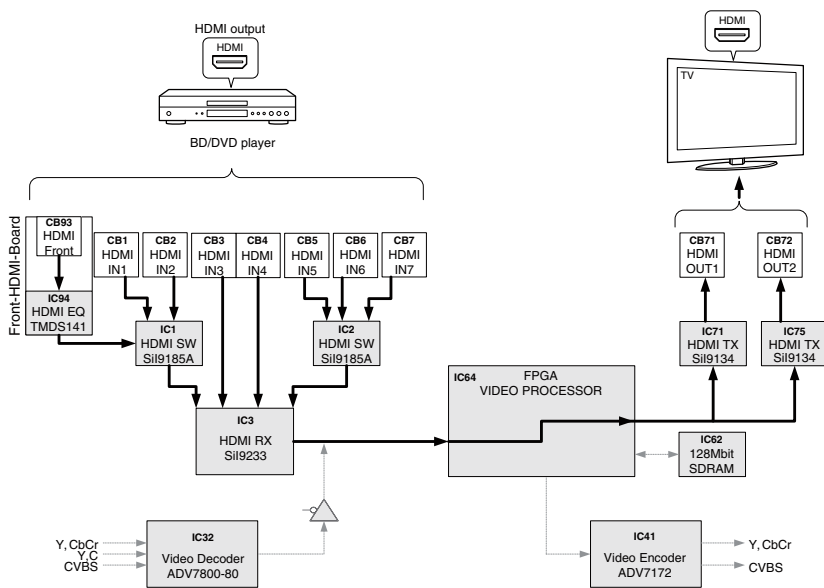 HDMI output
HDMI
BD/DVD player
HDMI
TV
Front-HDMI-Board
CB93
HDMI
Front
CB1
HDMI
IN1
CB2
HDMI
IN2
CB3
HDMI
IN3
CB4
HDMI
IN4
CB5
HDMI
IN5
CB6
HDMI
IN6
CB7
HDMI
IN7
CB71
HDMI
OUT1
CB72
HDMI
OUT2
IC94
HDMI EQ
TMDS141
IC1
HDMI SW
SiI9185A
IC2
HDMI SW
SiI9185A
IC71
HDMI TX
SiI9134
IC75
HDMI TX
SiI9134
IC64
FPGA
VIDEO PROCESSOR
IC3
HDMI RX
SiI9233
IC62
128Mbit
SDRAM
Y, CbCr
Y,C
CVBS
IC32
Video Decoder
ADV7800-80
IC41
Video Encoder
ADV7172
Y, CbCr
CVBS